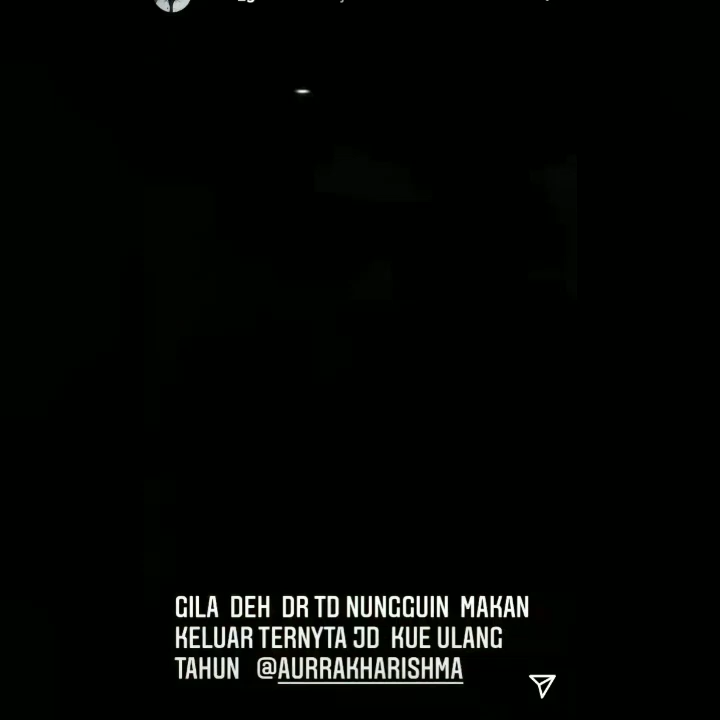 GILA DEH DR TD NUNGGUIN MAKAN
KELUAR TERNYTA JD KUE ULANG
TAHUN @AURRAKHARISHMA